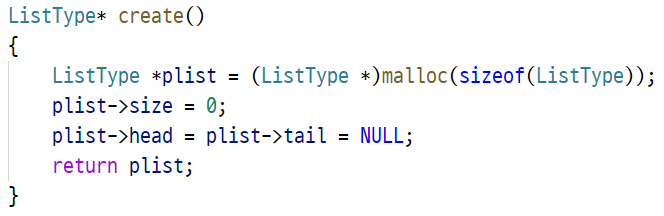 ListType* create()
{
    ListType *plist = (ListType *)malloc(sizeof(ListType));
    plist->size = 0;
    plist->head = plist->tail = NULL;
    return plist;
}